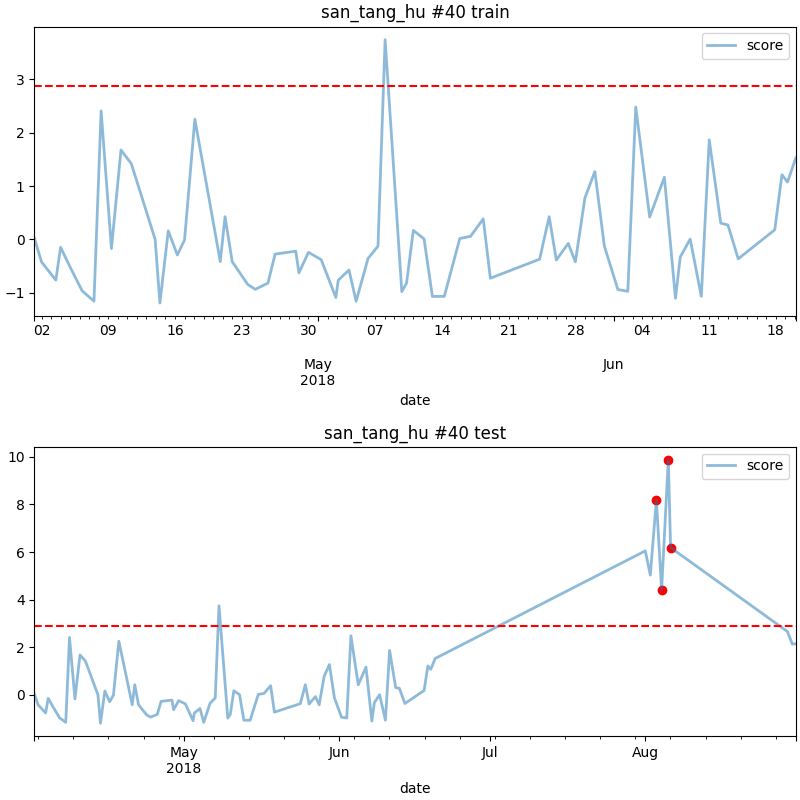 san_tang_hu #40 train
score
3
2
1
0
−1
02 09 16 23 30 07 14 21 28 04 11 18
May Jun
2018
date
san_tang_hu #40 test
score
10
8
6
4
2
0
May Jun Jul Aug
2018
date